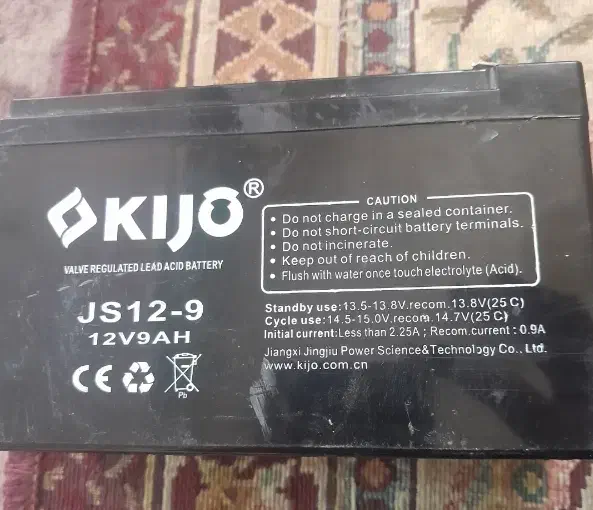 KIJO®
VALVE REGULATED LEAD ACID BATTERY
JS12-9
12V9AH
CE
Pb
CAUTION
• Do not charge in a sealed container.
• Do not short-circuit battery terminals.
• Do not incinerate.
• Keep out of reach of children.
• Flush with water once touch electrolyte (Acid).
Standby use:13.5-13.8V.recom.13.8V(25 C)
Cycle use:14.5-15.0V.recom.14.7V(25 C)
Initial current:Less than 2.25A ; Recom.current : 0.9A
Jiangxi Jingjiu Power Science&Technology Co., Ltd.
www.kijo.com.cn